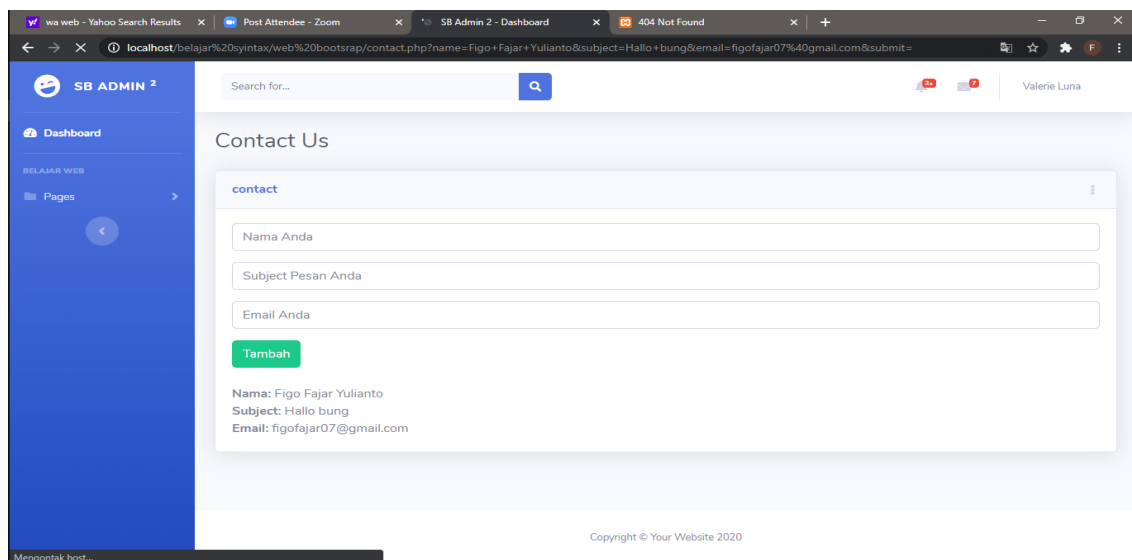 wa web - Yahoo Search Results
Post Attendee - Zoom
SB Admin 2 - Dashboard
404 Not Found
localhost/belajar%20syintax/web%20bootsrap/contact.php?name=Figo+Fajar+Yulianto&subject=Hallo+bung&email=figofajar07%40gmail.com&submit=
F
SB ADMIN 2
Search for...
3+
7
Valerie Luna
Dashboard
Contact Us
BELAJAR WEB
Pages
contact
Nama Anda
Subject Pesan Anda
Email Anda
Tambah
Nama: Figo Fajar Yulianto
Subject: Hallo bung
Email: figofajar07@gmail.com
Copyright © Your Website 2020
Mengontak host...